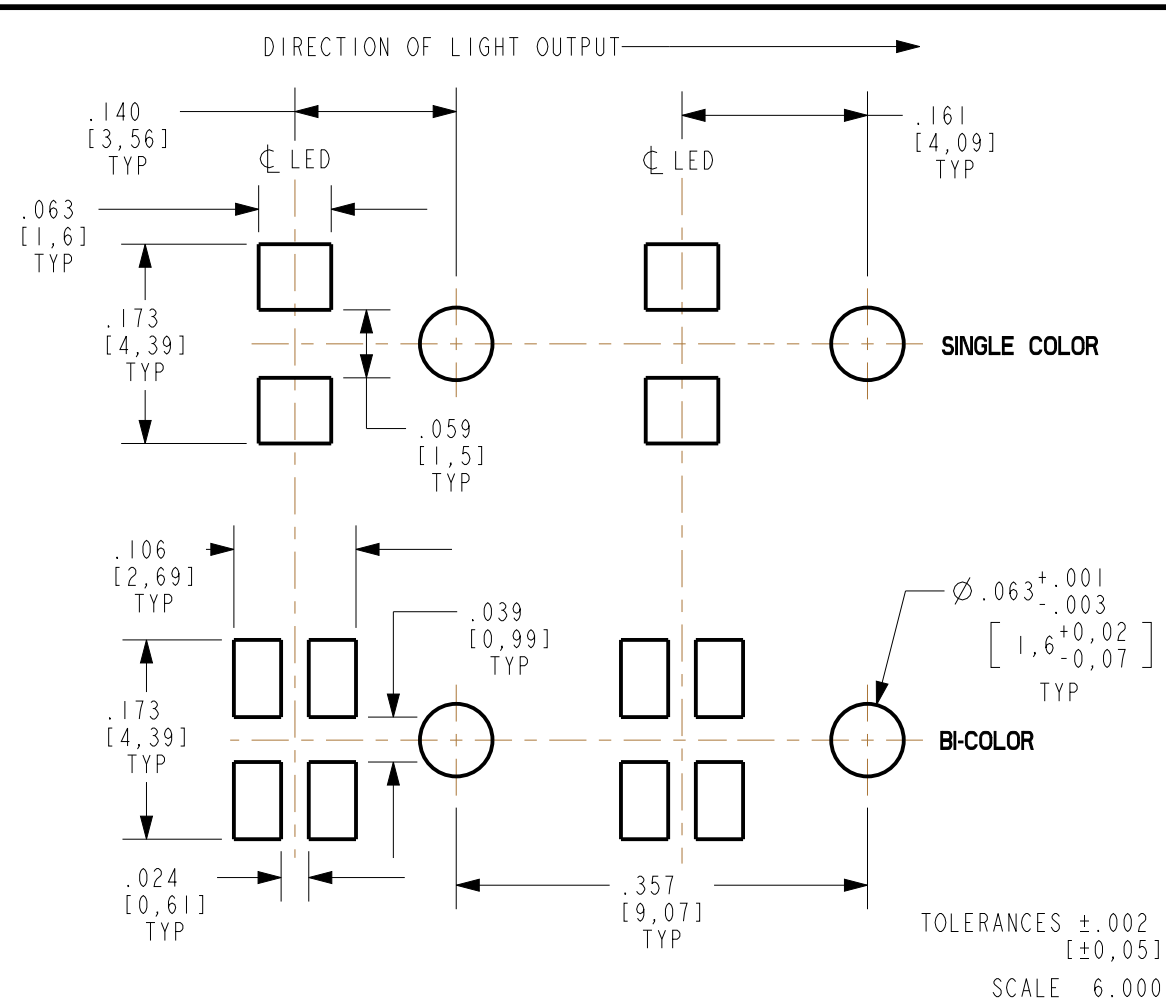 DIRECTION OF LIGHT OUTPUT
.140
[3,56]
TYP
.161
[4,09]
TYP
℄ LED
℄ LED
.063
[1,6]
TYP
.173
[4,39]
TYP
SINGLE COLOR
.059
[1,5]
TYP
.106
[2,69]
TYP
.039
[0,99]
TYP
Ø.063 +.001
-.003
[1,6 +0,02
-0,07]
TYP
.173
[4,39]
TYP
BI-COLOR
.024
[0,61]
TYP
.357
[9,07]
TYP
TOLERANCES ±.002
[±0,05]
SCALE 6.000